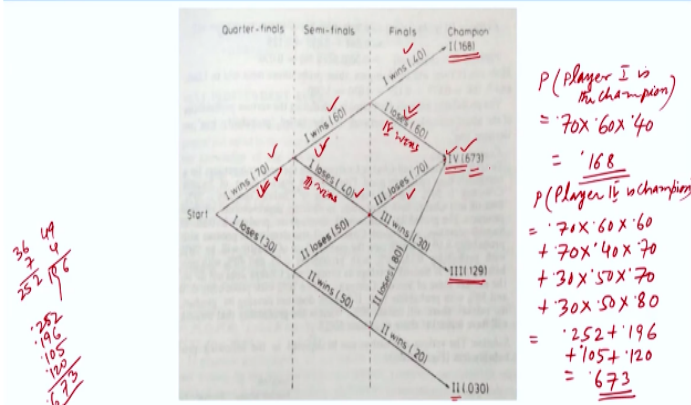 Quarter-finals
Semi-finals
Finals
Champion
I wins (·40)
I (·168)
I wins (·60)
I loses (·60)
IV wins
I wins (·70)
I loses (·40)
III wins
III loses (·70)
IV (·673)
Start
I loses (·30)
II loses (·50)
III wins (·30)
II loses (·80)
III (·129)
II wins (·50)
II wins (·20)
II (·030)
P(Player I is
the champion)
= ·70 x ·60 x ·40
= ·168
P(Player IV is champion)
= ·70 x ·60 x ·60
+ ·70 x ·40 x ·70
+ ·30 x ·50 x ·70
+ ·30 x ·50 x ·80
= ·252 + ·196
+ ·105 + ·120
= ·673
36
7
252
49
4
196
·252
·196
·105
·120
·673